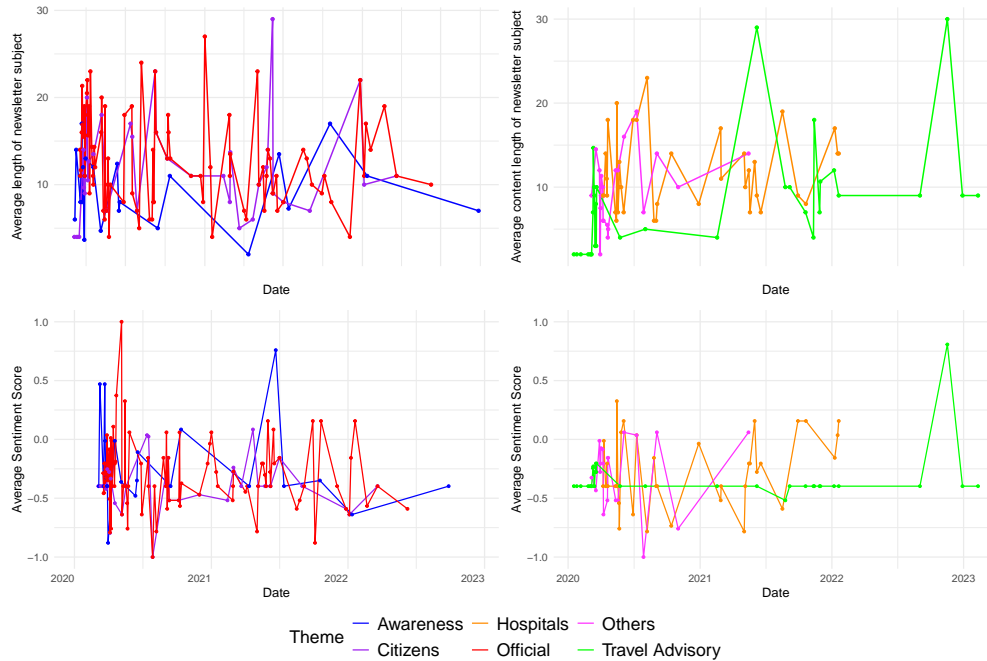 Average length of newsletter subject
30
20
10
Date
Average content length of newsletter subject
30
20
10
Date
Average Sentiment Score
1.0
0.5
0.0
−0.5
−1.0
2020
2021
2022
2023
Date
Average Sentiment Score
1.0
0.5
0.0
−0.5
−1.0
2020
2021
2022
2023
Date
Theme
Awareness
Hospitals
Others
Citizens
Official
Travel Advisory